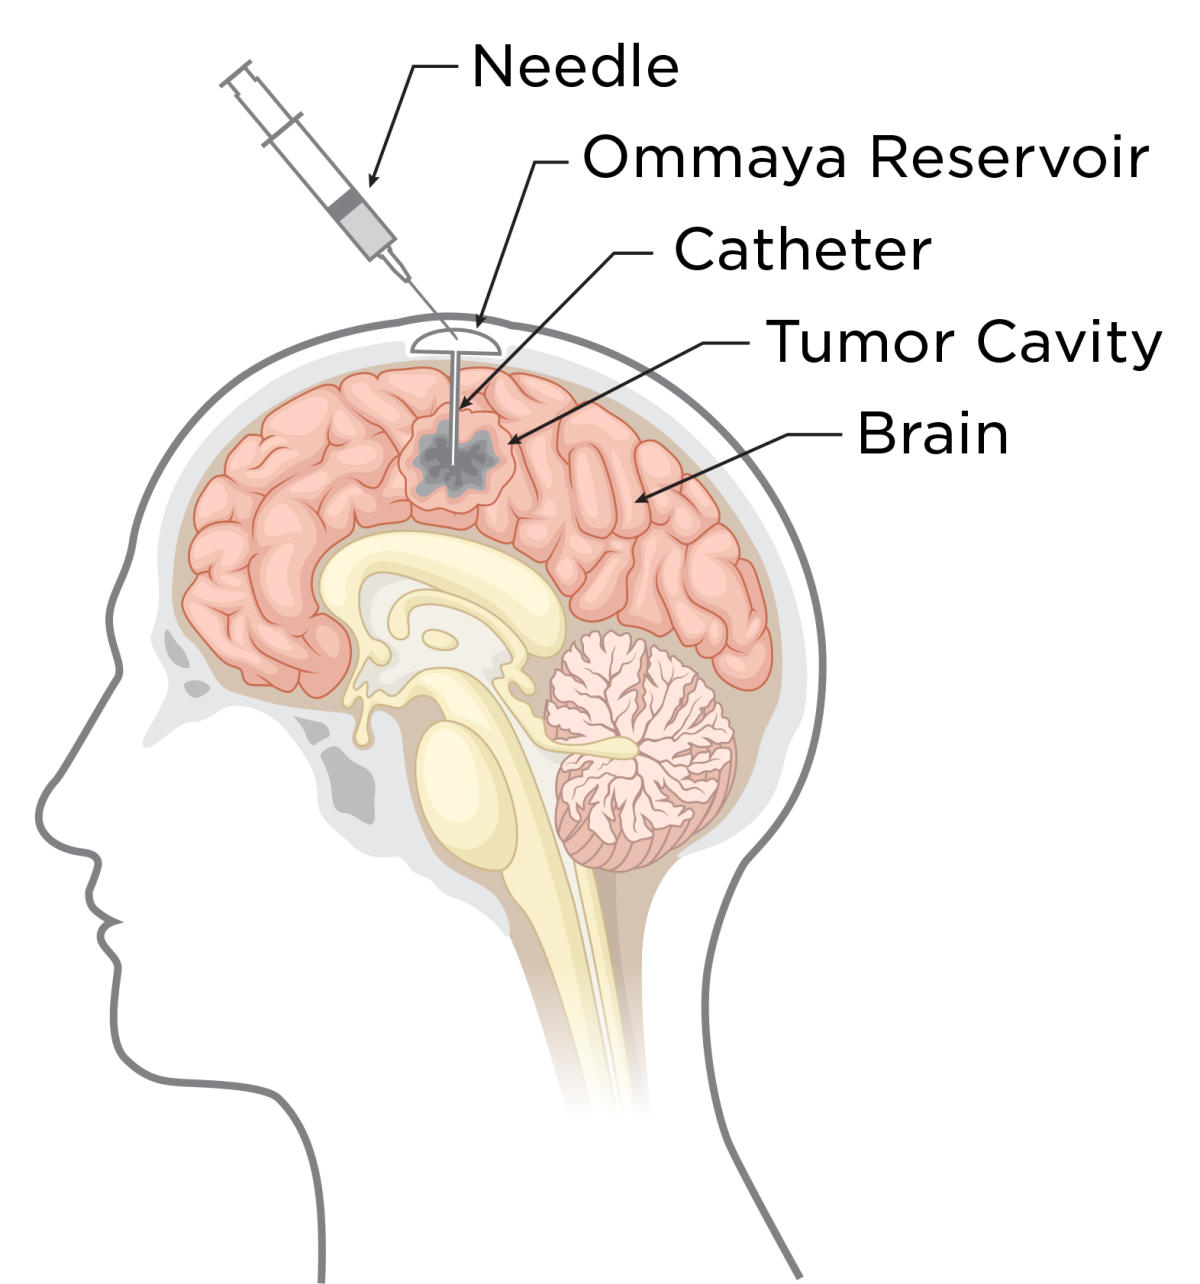 Needle
Ommaya Reservoir
Catheter
Tumor Cavity
Brain